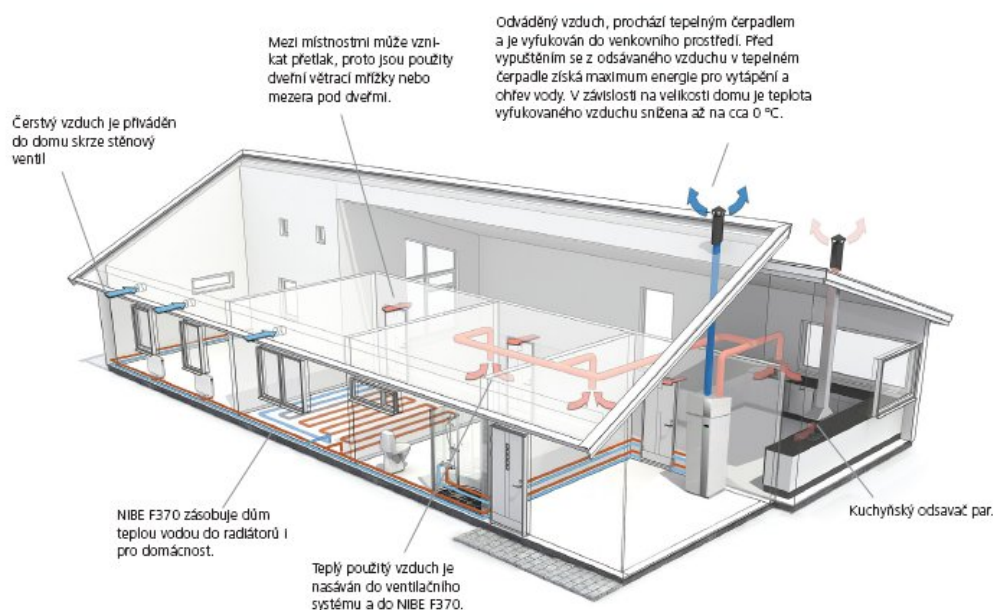 Odváděný vzduch, prochází tepelným čerpadlem
a je vyfukován do venkovního prostředí. Před
vypuštěním se z odsávaného vzduchu v tepelném
čerpadle získá maximum energie pro vytápění a
ohřev vody. V závislosti na velikosti domu je teplota
vyfukovaného vzduchu snížena až na cca 0 °C.
Mezi místnostmi může vzni-
kat přetlak, proto jsou použity
dveřní větrací mřížky nebo
mezera pod dveřmi.
Čerstvý vzduch je přiváděn
do domu skrze stěnový
ventil
NIBE F370 zásobuje dům
teplou vodou do radiátorů i
pro domácnost.
Teplý použitý vzduch je
nasáván do ventilačního
systému a do NIBE F370.
Kuchyňský odsavač par.